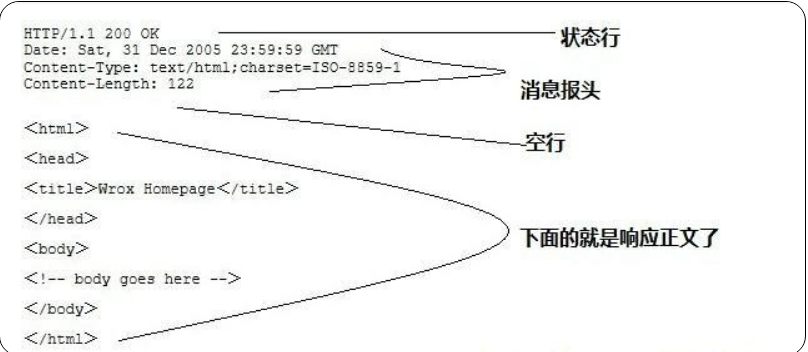 HTTP/1.1 200 OK
状态行
Date: Sat, 31 Dec 2005 23:59:59 GMT
Content-Type: text/html;charset=ISO-8859-1
Content-Length: 122
消息报头
空行
<html>
<head>
<title>Wrox Homepage</title>
</head>
下面的就是响应正文了
<body>
<!-- body goes here -->
</body>
</html>